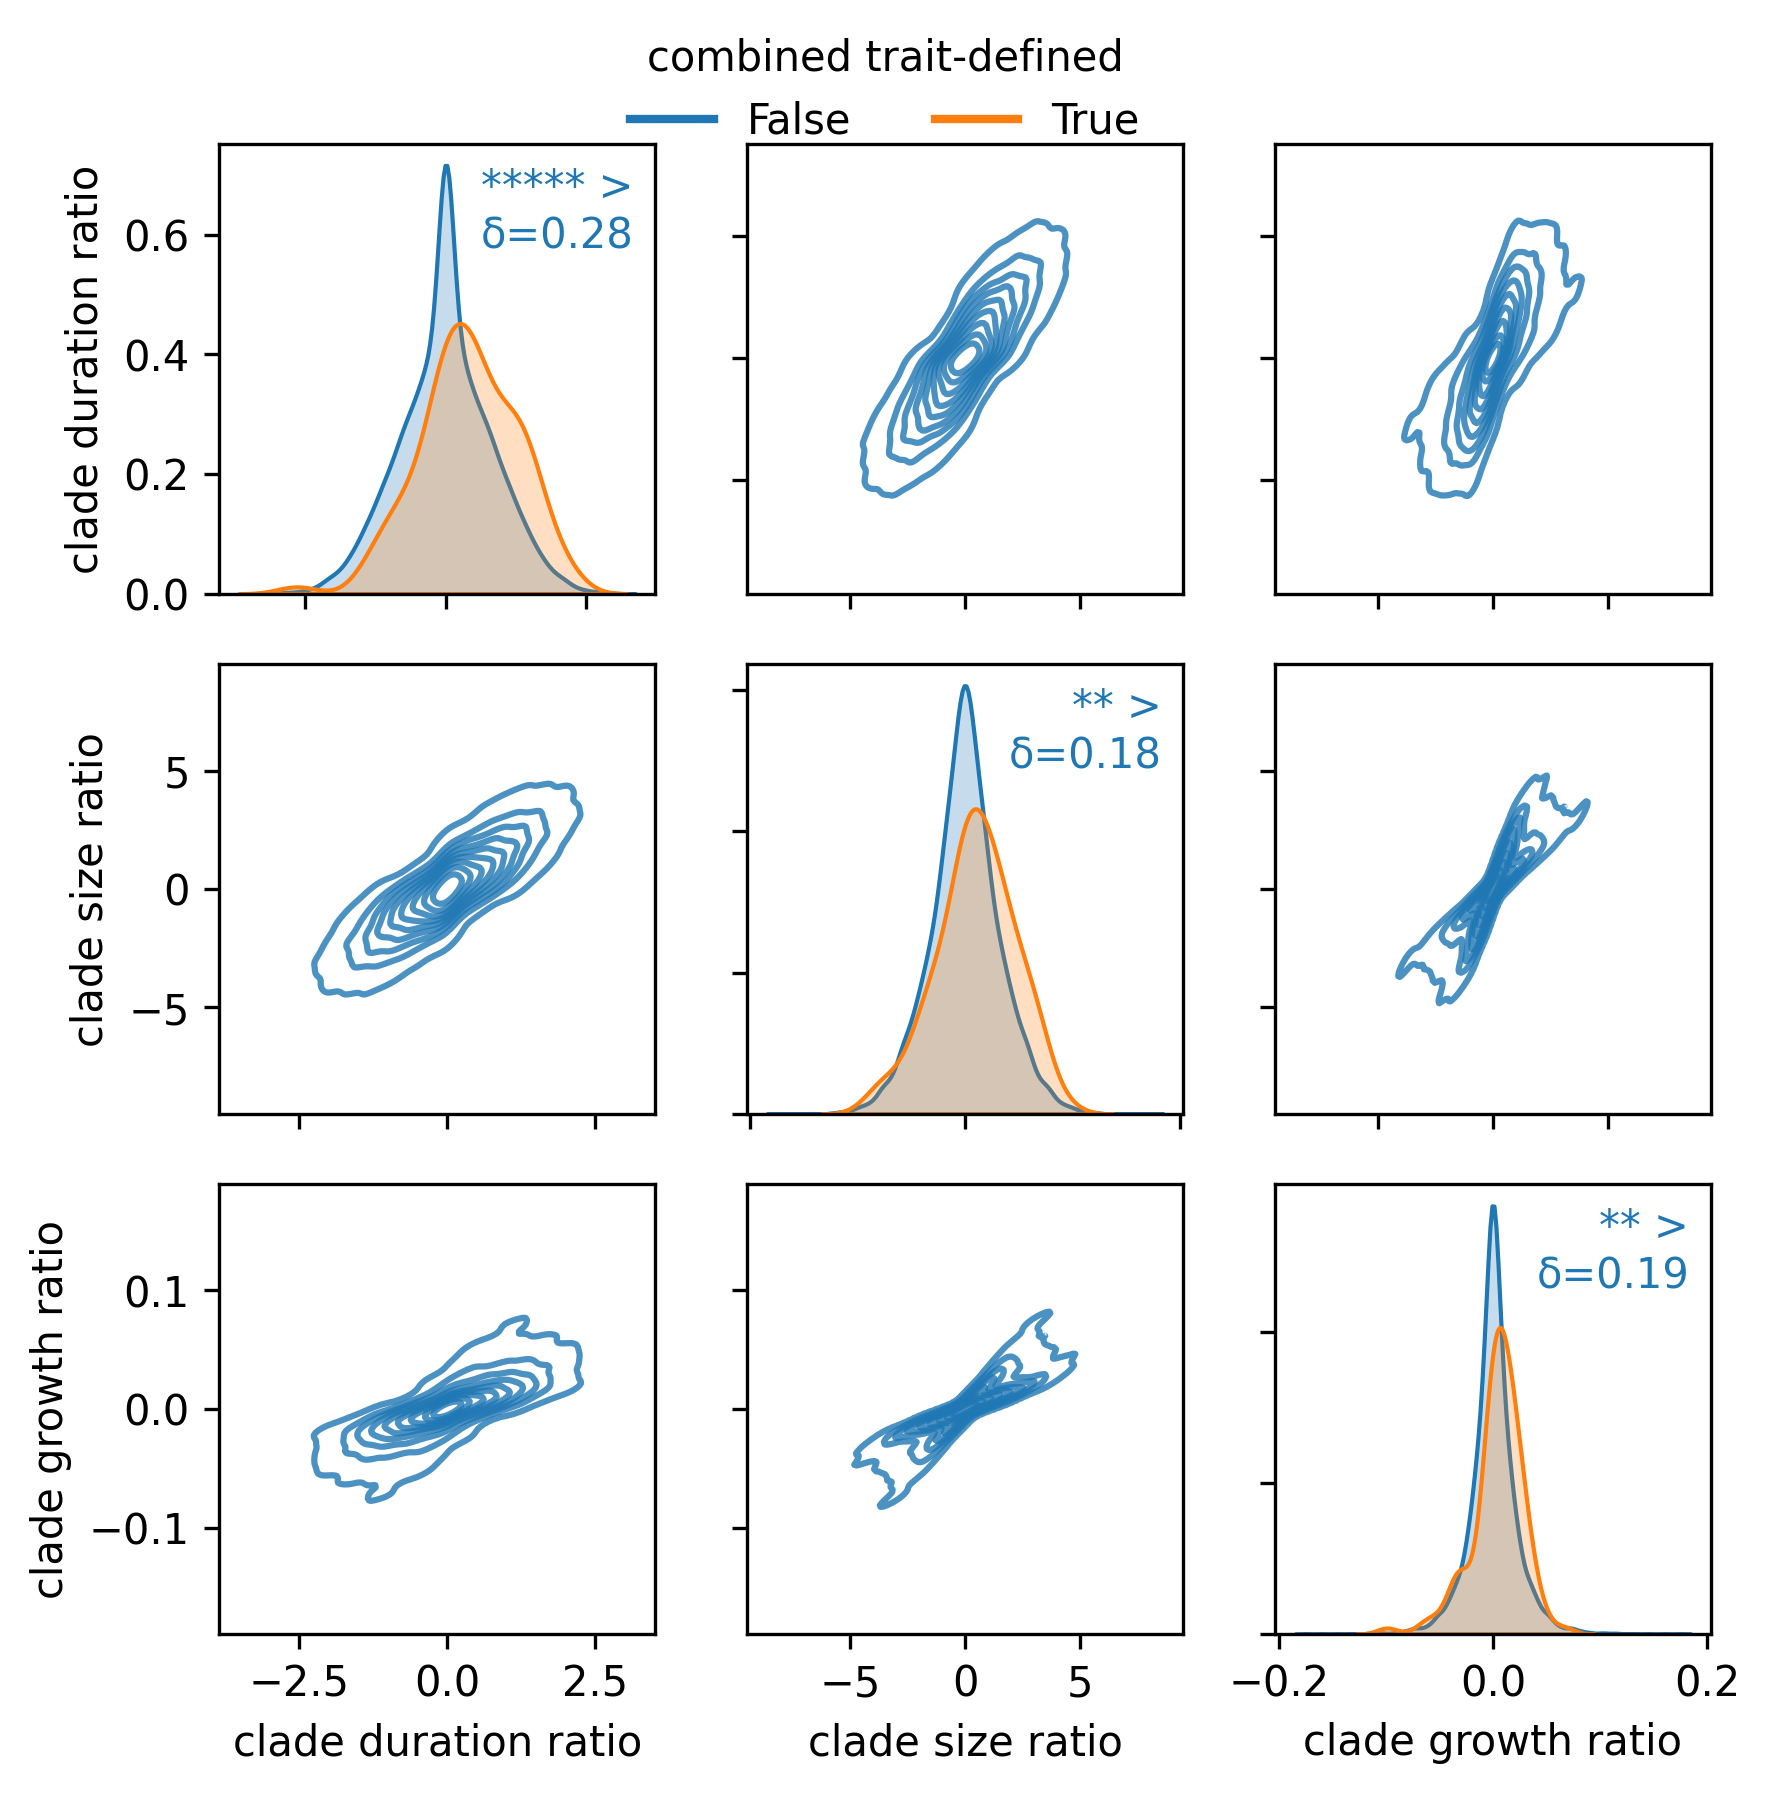 combined trait-defined
False True
clade duration ratio
0.6
0.4
0.2
0.0
***** >
δ=0.28
clade size ratio
5
0
−5
** >
δ=0.18
clade growth ratio
0.1
0.0
−0.1
** >
δ=0.19
−2.5 0.0 2.5
−5 0 5
−0.2 0.0 0.2
clade duration ratio
clade size ratio
clade growth ratio